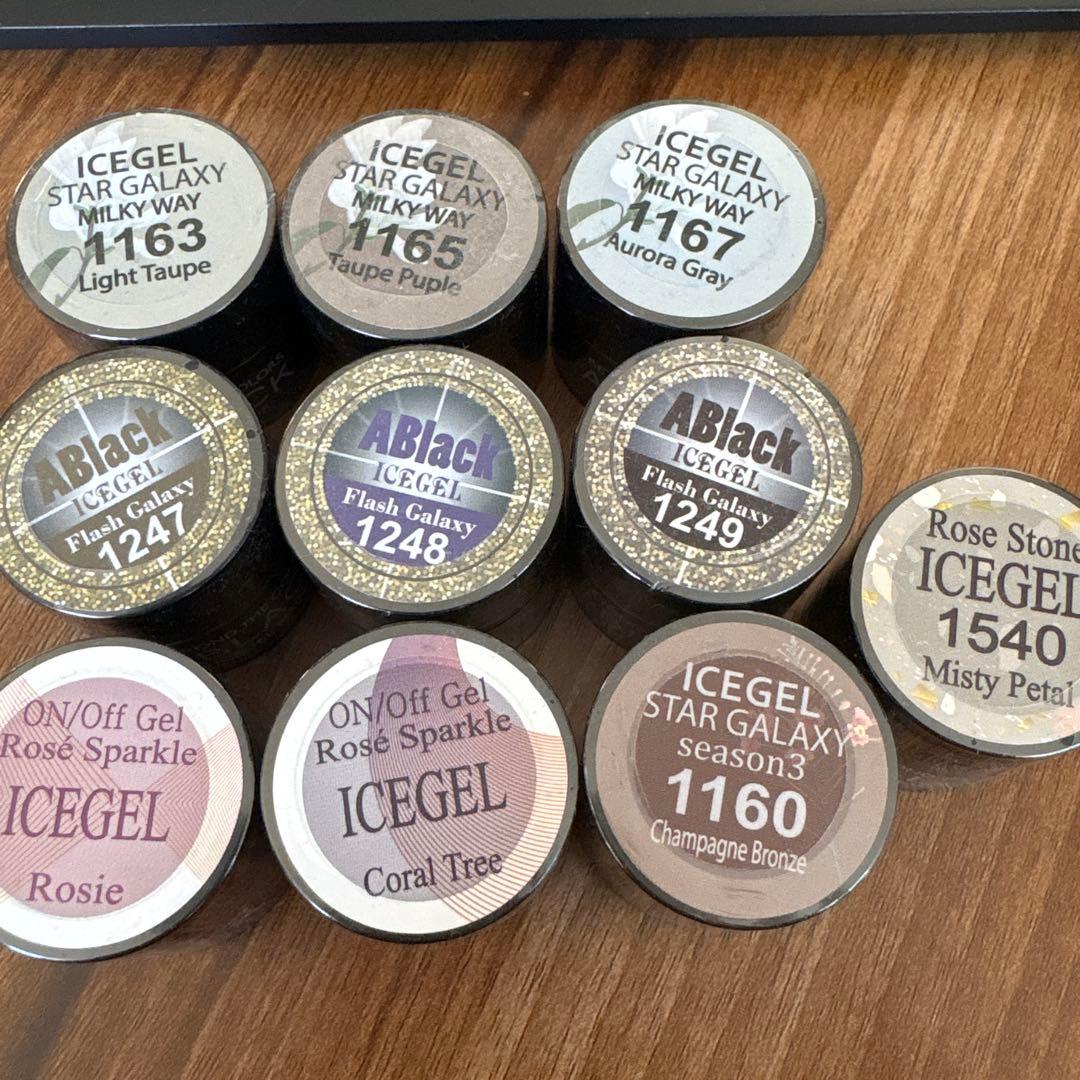 ICEGEL
STAR GALAXY
MILKY WAY
1163
Light Taupe
ICEGEL
STAR GALAXY
MILKY WAY
1165
Taupe Puple
ICEGEL
STAR GALAXY
MILKY WAY
1167
Aurora Gray
ABlack
ICEGEL
Flash Galaxy
1247
ABlack
ICEGEL
Flash Galaxy
1248
ABlack
ICEGEL
Flash Galaxy
1249
Rose Stone
ICEGEL
1540
Misty Petal
ON/Off Gel
Rosé Sparkle
ICEGEL
Rosie
ON/Off Gel
Rosé Sparkle
ICEGEL
Coral Tree
ICEGEL
STAR GALAXY
season3
1160
Champagne Bronze